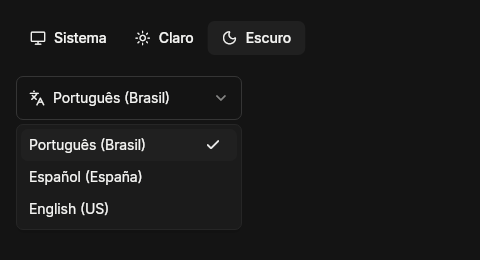 Sistema Claro Escuro
Português (Brasil)
Português (Brasil)
Español (España)
English (US)